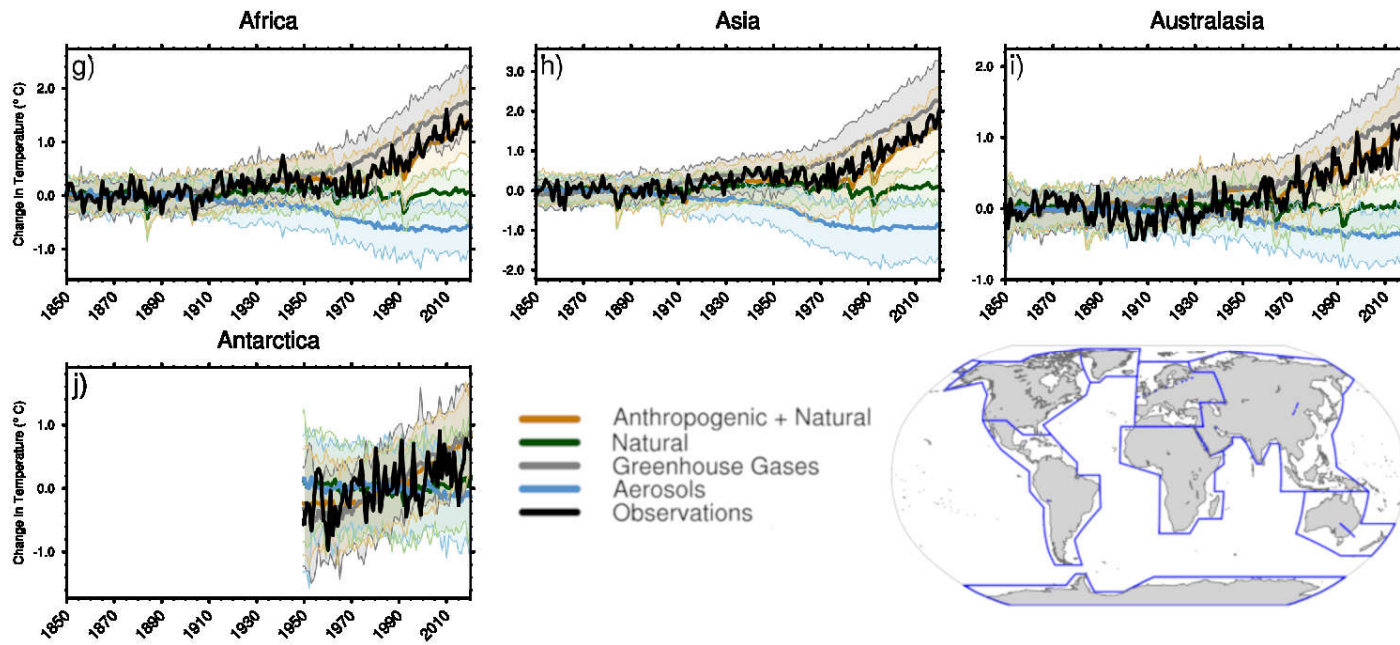 Africa
Asia
Australasia
g)
h)
i)
Change in Temperature (°C)
2.0
1.0
0.0
-1.0
3.0
2.0
1.0
0.0
-1.0
-2.0
2.0
1.0
0.0
-1.0
1850 1870 1890 1910 1930 1950 1970 1990 2010
1850 1870 1890 1910 1930 1950 1970 1990 2010
1850 1870 1890 1910 1930 1950 1970 1990 2010
Antarctica
j)
Change in Temperature (°C)
1.0
0.0
-1.0
1850 1870 1890 1910 1930 1950 1970 1990 2010
Anthropogenic + Natural
Natural
Greenhouse Gases
Aerosols
Observations